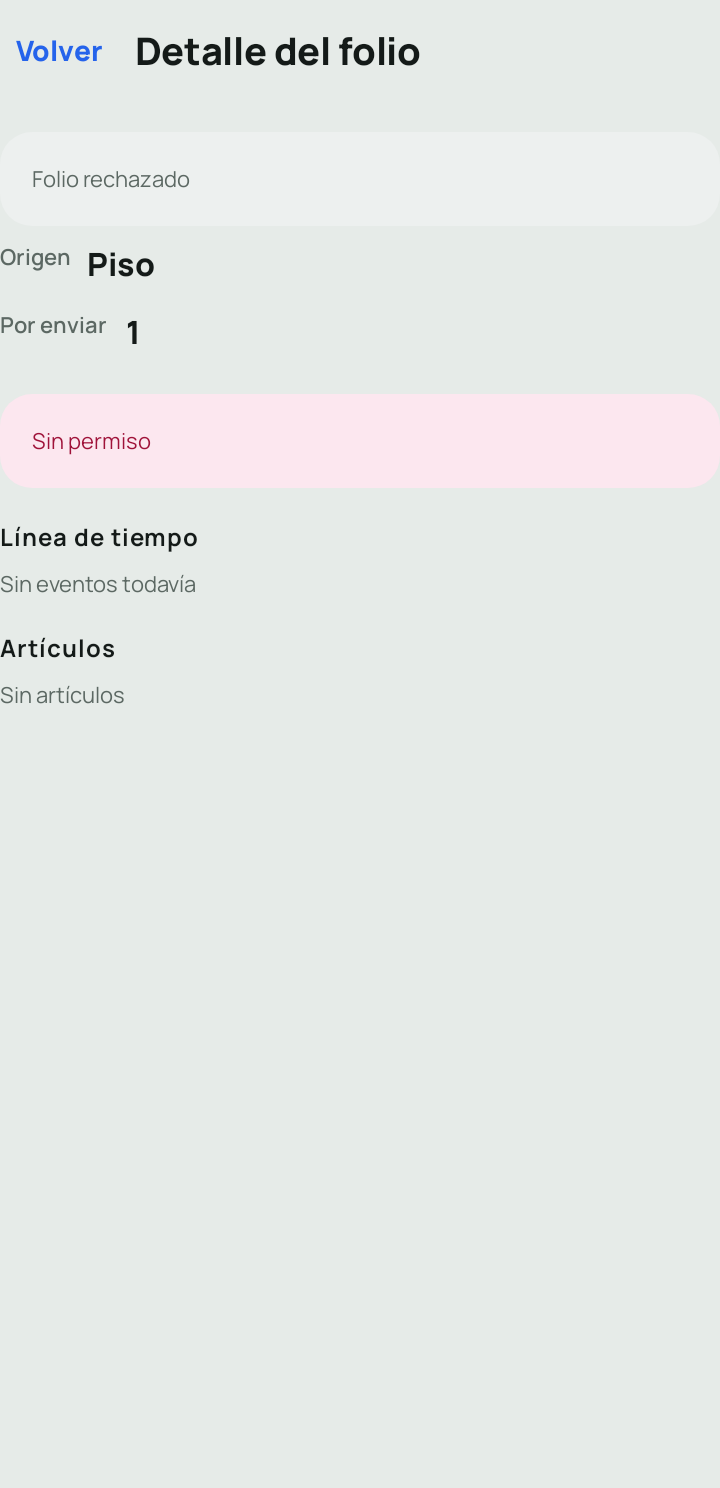 Volver Detalle del folio
Folio rechazado
Origen Piso
Por enviar 1
Sin permiso
Línea de tiempo
Sin eventos todavía
Artículos
Sin artículos